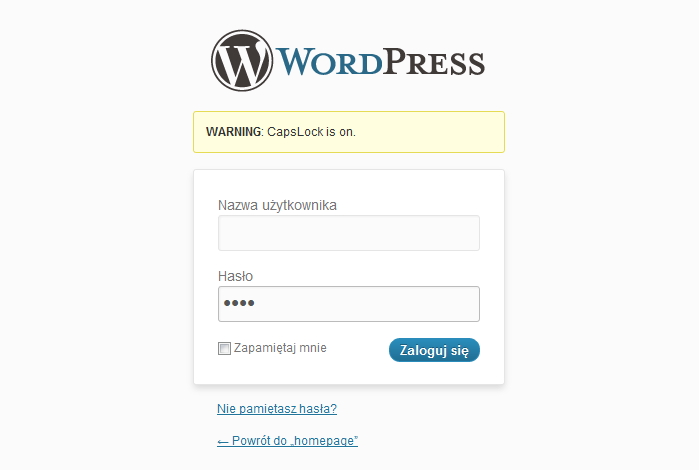 WORDPRESS
WARNING: CapsLock is on.
Nazwa użytkownika
Hasło
••••
Zapamiętaj mnie
Zaloguj się
Nie pamiętasz hasła?
← Powrót do „homepage”